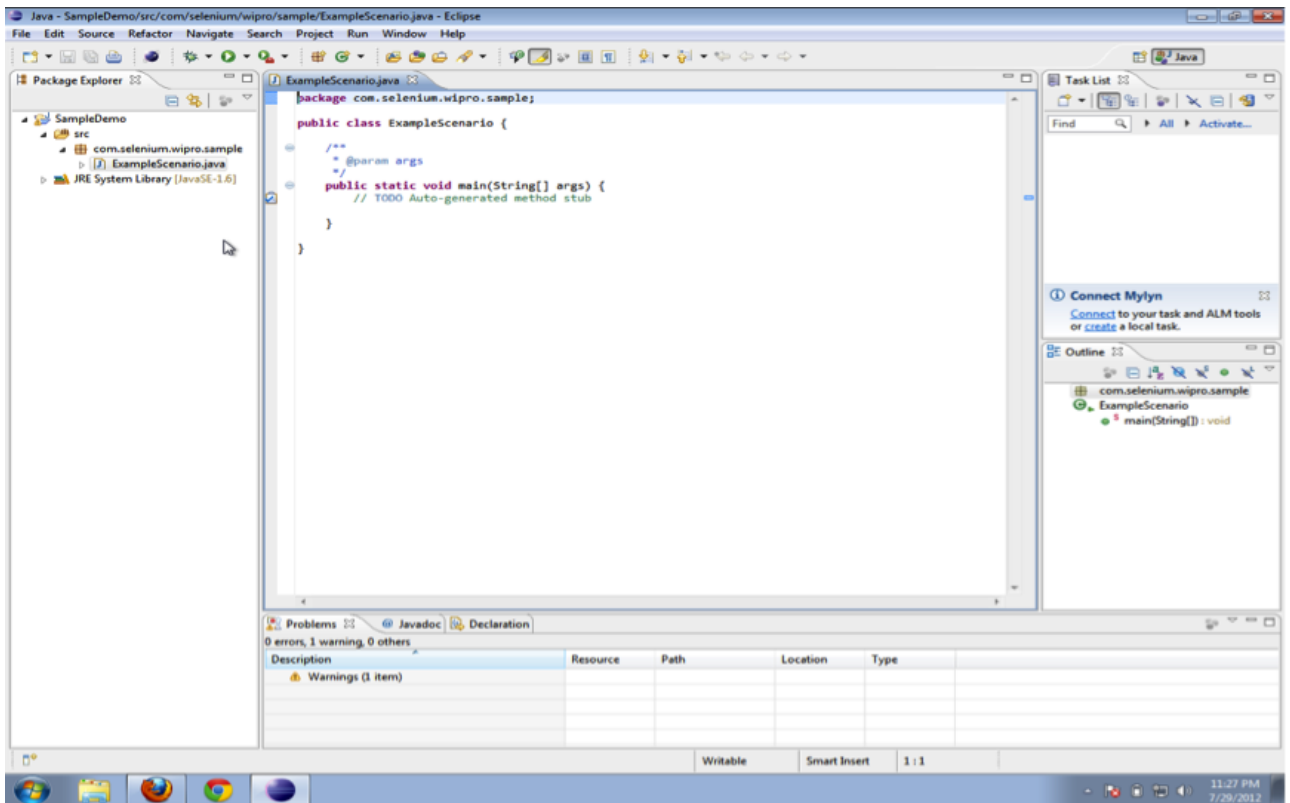 Java - SampleDemo/src/com/selenium/wipro/sample/ExampleScenario.java - Eclipse
File Edit Source Refactor Navigate Search Project Run Window Help
Java
Package Explorer
SampleDemo
src
com.selenium.wipro.sample
ExampleScenario.java
JRE System Library [JavaSE-1.6]
ExampleScenario.java
package com.selenium.wipro.sample;
public class ExampleScenario {
/**
* @param args
*/
public static void main(String[] args) {
// TODO Auto-generated method stub
}
}
Task List
Find All Activate...
Connect Mylyn
Connect to your task and ALM tools
or create a local task.
Outline
com.selenium.wipro.sample
ExampleScenario
S main(String[]) : void
Problems @ Javadoc Declaration
0 errors, 1 warning, 0 others
Description Resource Path Location Type
Warnings (1 item)
Writable Smart Insert 1 : 1
11:27 PM
7/29/2012